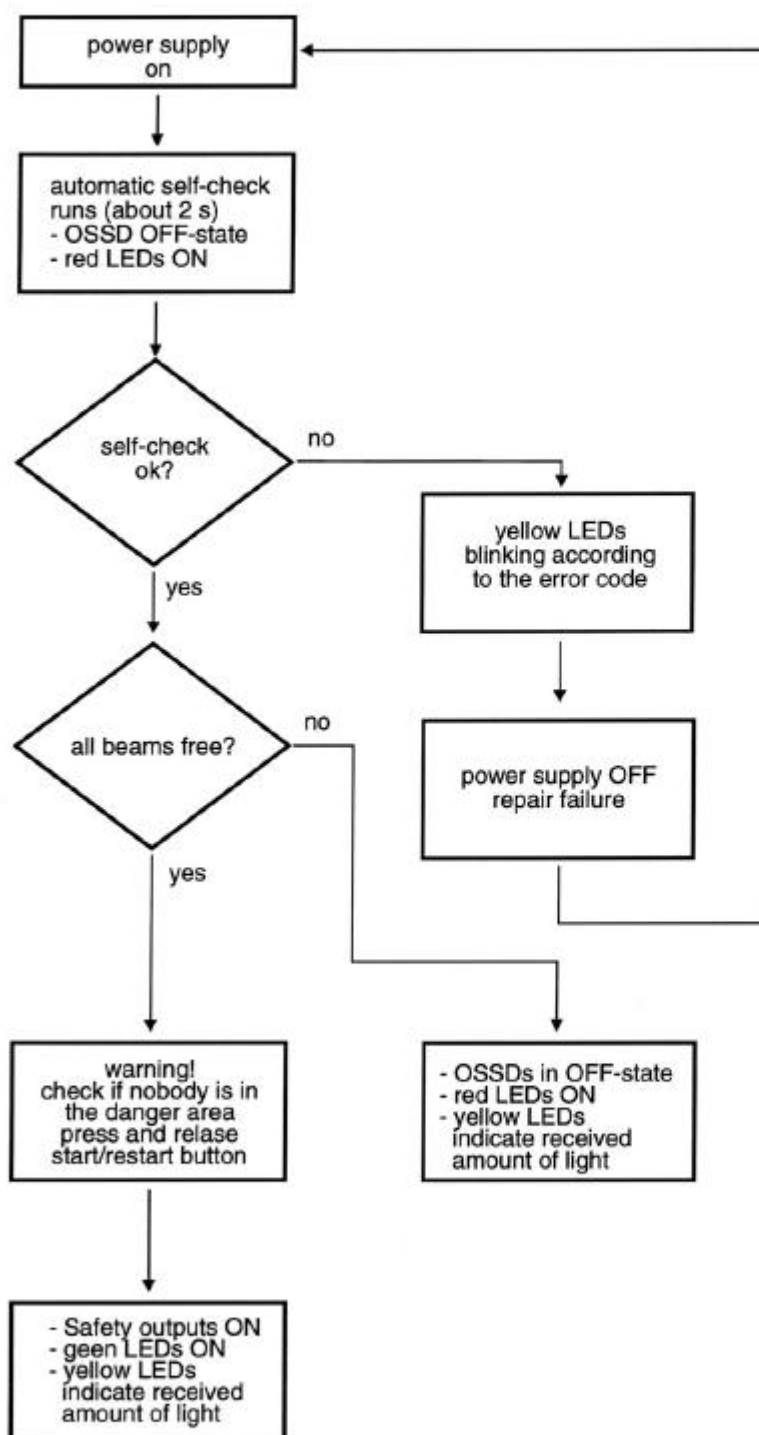 power supply
on
automatic self-check
runs (about 2 s)
- OSSD OFF-state
- red LEDs ON
self-check
ok?
no
yes
yellow LEDs
blinking according
to the error code
all beams free?
no
yes
power supply OFF
repair failure
warning!
check if nobody is in
the danger area
press and relase
start/restart button
- OSSDs in OFF-state
- red LEDs ON
- yellow LEDs
indicate received
amount of light
- Safety outputs ON
- geen LEDs ON
- yellow LEDs
indicate received
amount of light